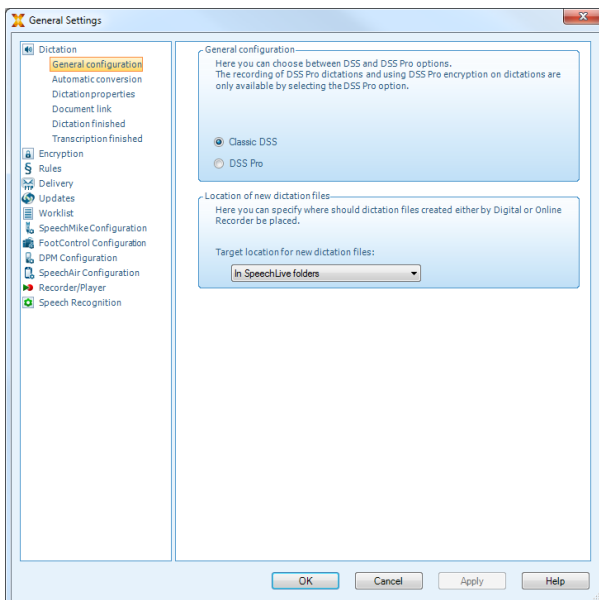 General Settings
Dictation
General configuration
Automatic conversion
Dictation properties
Document link
Dictation finished
Transcription finished
Encryption
Rules
Delivery
Updates
Worklist
SpeechMike Configuration
FootControl Configuration
DPM Configuration
SpeechAir Configuration
Recorder/Player
Speech Recognition
General configuration
Here you can choose between DSS and DSS Pro options.
The recording of DSS Pro dictations and using DSS Pro encryption on dictations are
only available by selecting the DSS Pro option.
Classic DSS
DSS Pro
Location of new dictation files
Here you can specify where should dictation files created either by Digital or Online
Recorder be placed.
Target location for new dictation files:
In SpeechLive folders
OK Cancel Apply Help